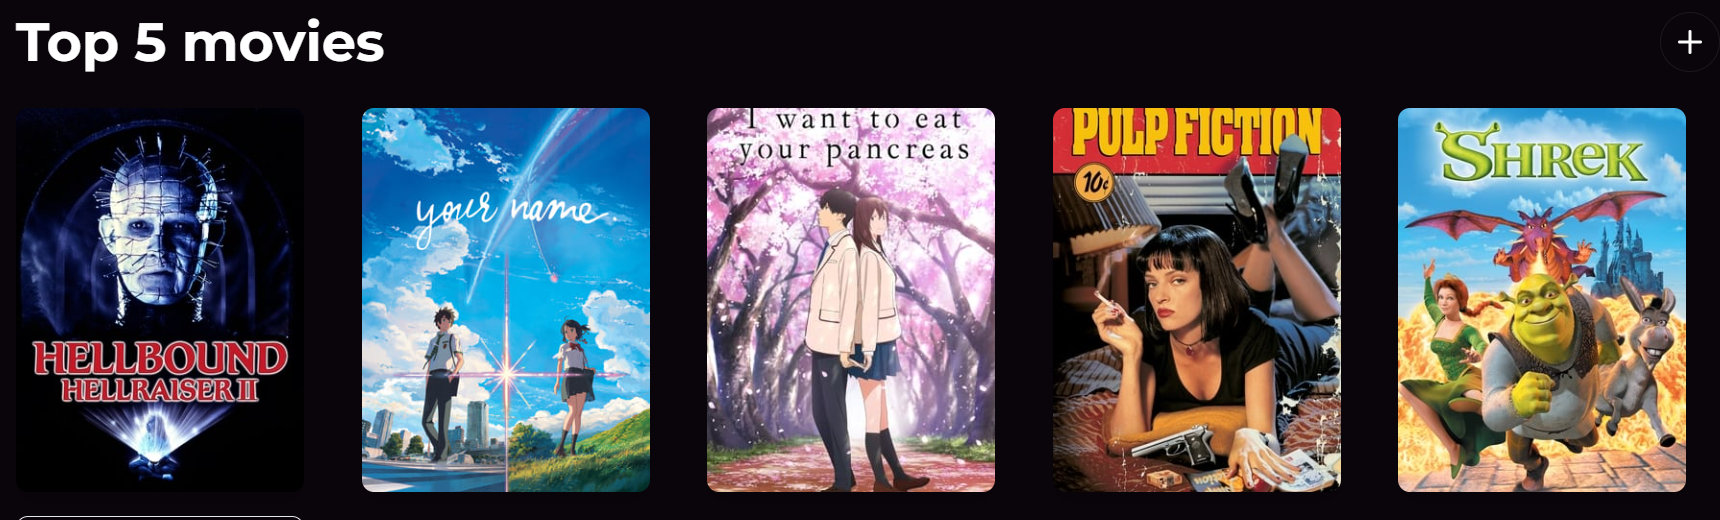 Top 5 movies
HELLBOUND
HELLRAISER II
your name.
I want to eat
your pancreas
PULP FICTION
10¢
SHREK